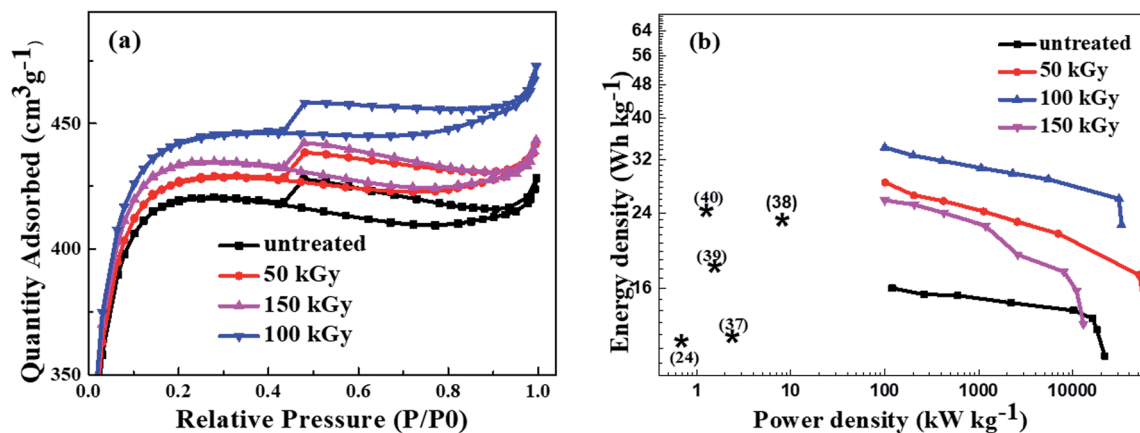 (a)
Quantity Adsorbed (cm³g-1)
450
400
350
untreated
50 kGy
150 kGy
100 kGy
0.0 0.2 0.4 0.6 0.8 1.0
Relative Pressure (P/P0)
(b)
Energy density (Wh kg-1)
64
56
48
40
32
24
16
untreated
50 kGy
100 kGy
150 kGy
(40)
(38)
(39)
(37)
(24)
1 10 100 1000 10000
Power density (kW kg-1)